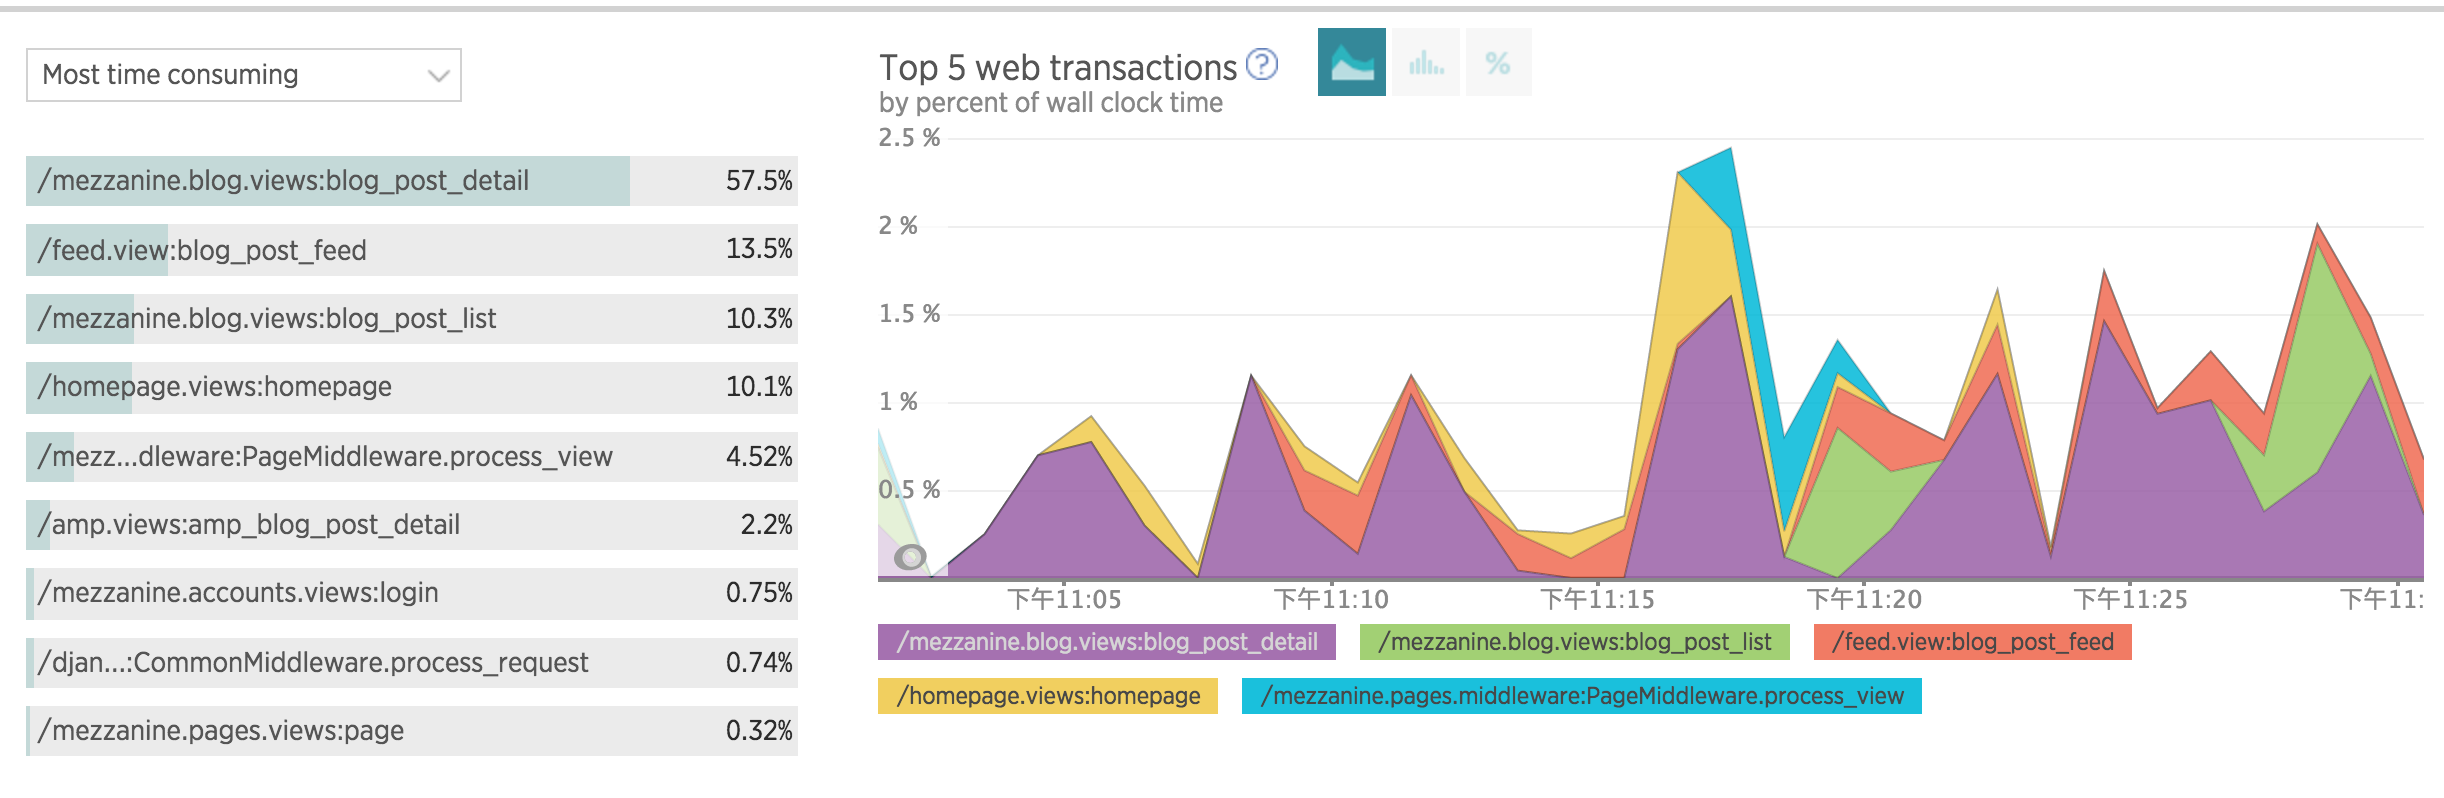 Most time consuming
/mezzanine.blog.views:blog_post_detail 57.5%
/feed.view:blog_post_feed 13.5%
/mezzanine.blog.views:blog_post_list 10.3%
/homepage.views:homepage 10.1%
/mezz...dleware:PageMiddleware.process_view 4.52%
/amp.views:amp_blog_post_detail 2.2%
/mezzanine.accounts.views:login 0.75%
/djan...:CommonMiddleware.process_request 0.74%
/mezzanine.pages.views:page 0.32%
Top 5 web transactions ? %
by percent of wall clock time
2.5 %
2 %
1.5 %
1 %
0.5 %
下午11:05 下午11:10 下午11:15 下午11:20 下午11:25 下午11:
/mezzanine.blog.views:blog_post_detail /mezzanine.blog.views:blog_post_list /feed.view:blog_post_feed
/homepage.views:homepage /mezzanine.pages.middleware:PageMiddleware.process_view